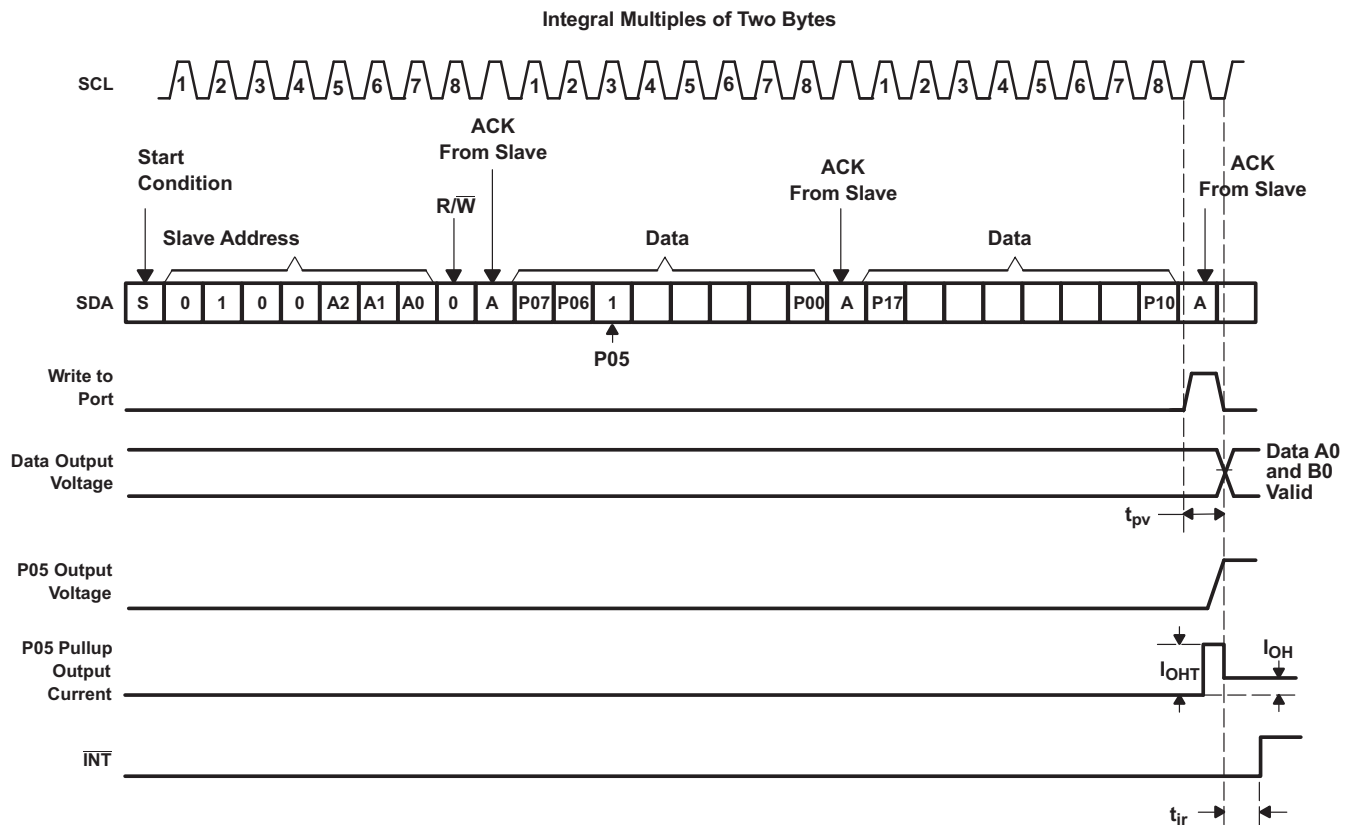 Integral Multiples of Two Bytes
SCL
1 2 3 4 5 6 7 8 1 2 3 4 5 6 7 8 1 2 3 4 5 6 7 8
Start
Condition
R/W̅
ACK
From Slave
ACK
From Slave
ACK
From Slave
Slave Address
Data
Data
SDA
S 0 1 0 0 A2 A1 A0 0 A P07 P06 1 P00 A P17 P10 A
P05
Write to
Port
Data Output
Voltage
Data A0
and B0
Valid
tpv
P05 Output
Voltage
P05 Pullup
Output
Current
IOHT
IOH
I̅N̅T̅
tir